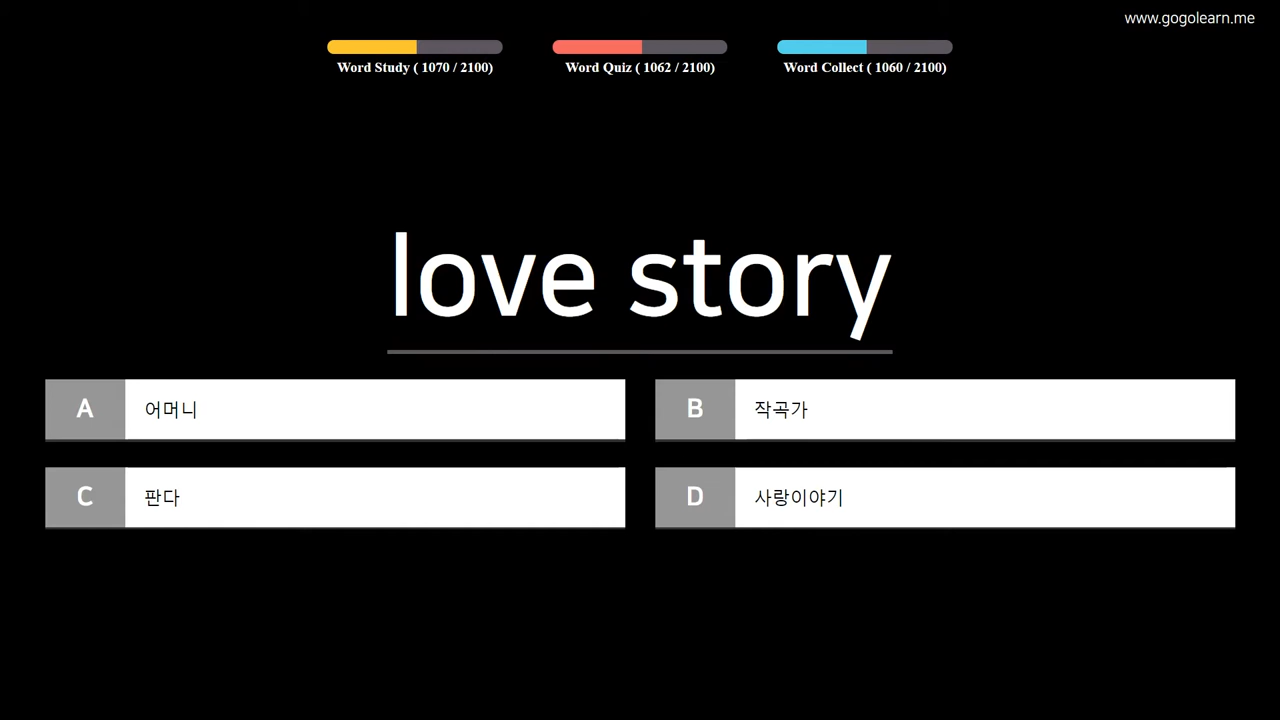 www.gogolearn.me
Word Study ( 1070 / 2100) Word Quiz ( 1062 / 2100) Word Collect ( 1060 / 2100)
love story
A 어머니 B 작곡가
C 판다 D 사랑이야기